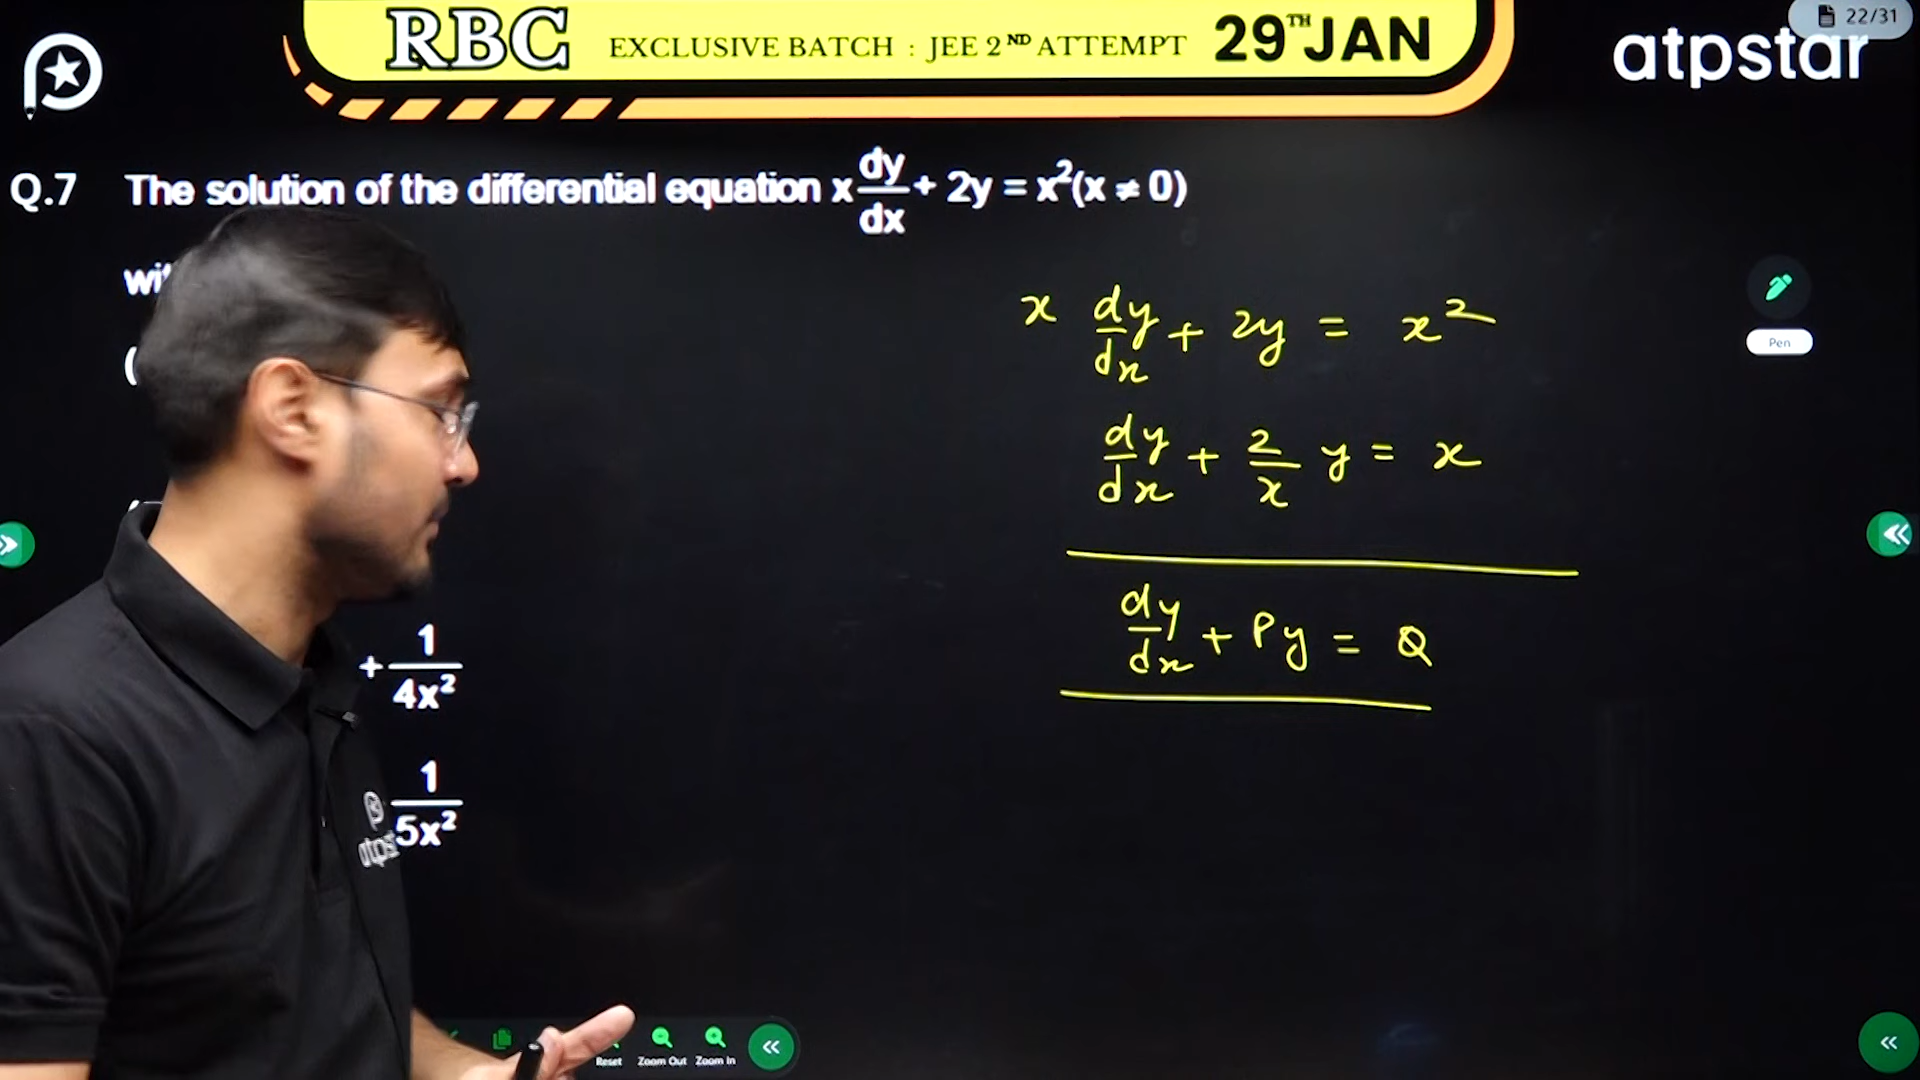 RBC EXCLUSIVE BATCH : JEE 2ND ATTEMPT 29TH JAN
22/31
atpstar
Q.7 The solution of the differential equation x dy/dx + 2y = x²(x ≠ 0)
x dy/dx + 2y = x²
Pen
dy/dx + 2/x y = x
dy/dx + Py = Q
+ 1/4x²
1/5x²
Reset Zoom Out Zoom In